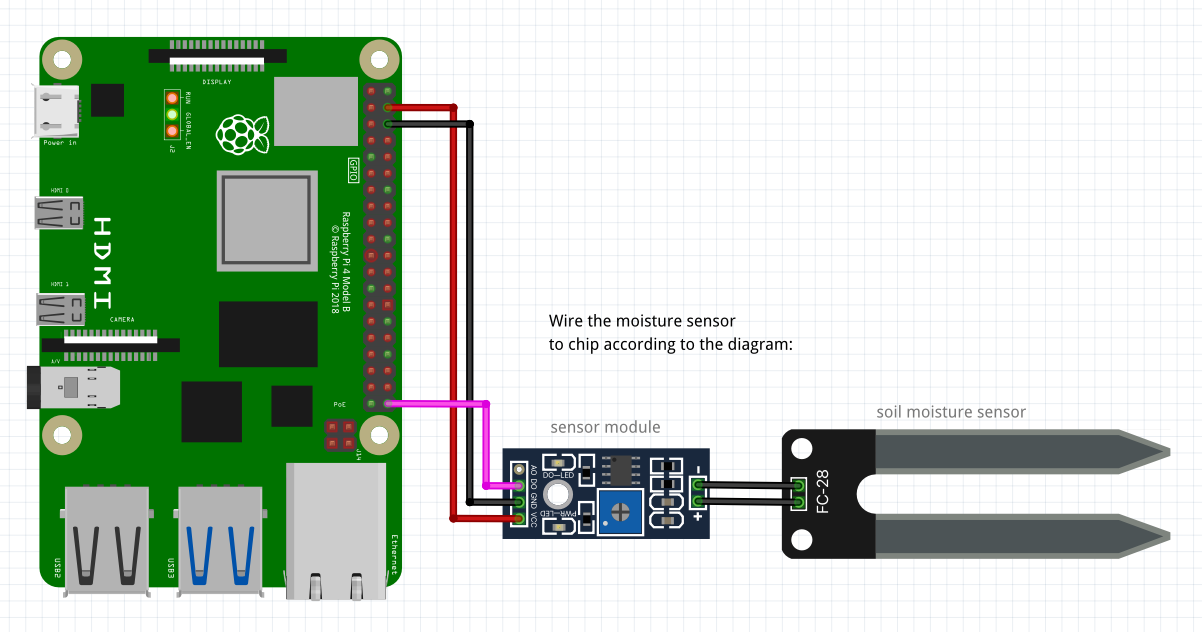 DISPLAY
RUN
GLOBAL_EN
J2
Power in
GPIO
HDMI 0
HDMI
Raspberry Pi 4 Model B
© Raspberry Pi 2018
HDMI 1
CAMERA
Wire the moisture sensor
to chip according to the diagram:
A/V
PoE
J14
soil moisture sensor
sensor module
AO
DO
GND
VCC
DO-LED
PWR-LED
-
+
FC-28
USB2
USB3
Ethernet